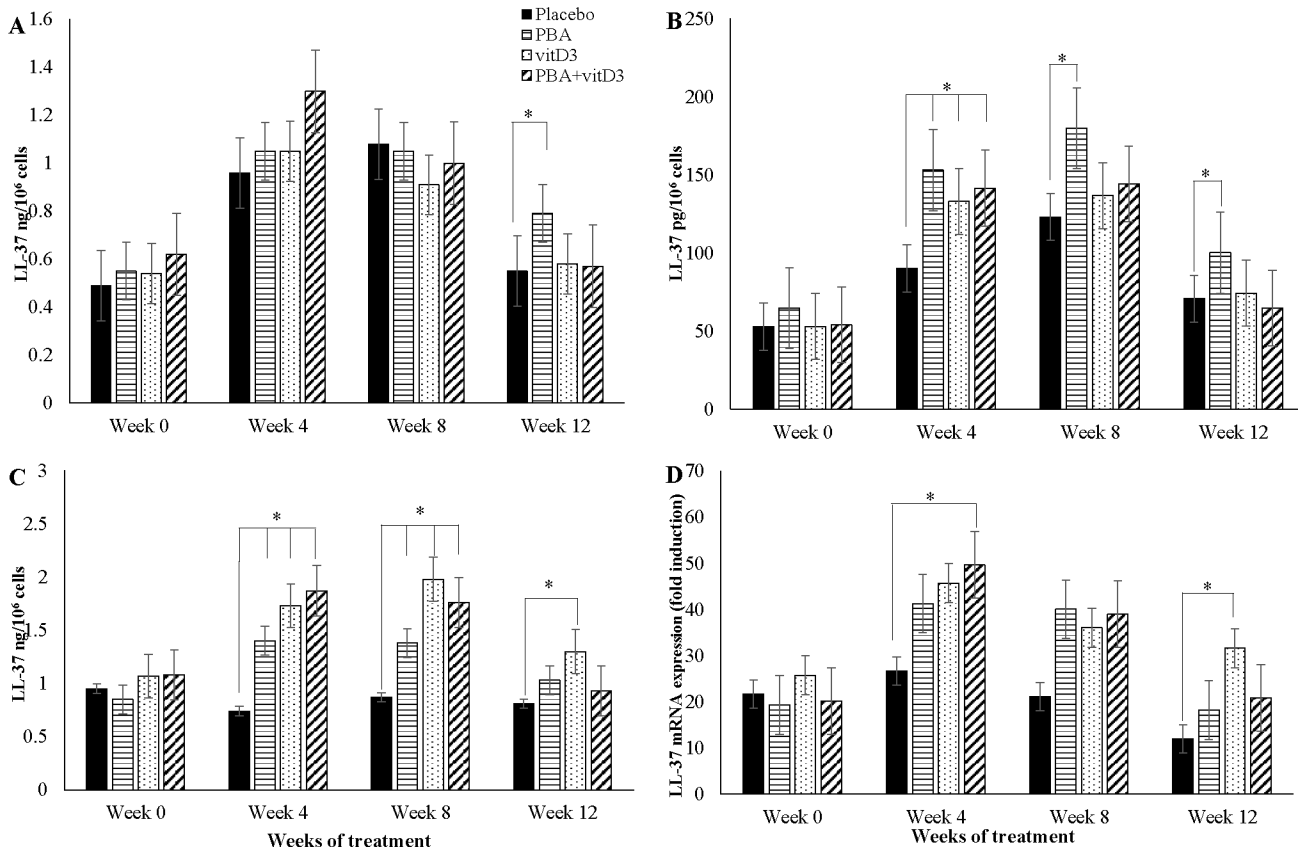 A
LL-37 ng/10⁶ cells
1.6
1.4
1.2
1
0.8
0.6
0.4
0.2
0
Placebo
PBA
vitD3
PBA+vitD3
*
Week 0 Week 4 Week 8 Week 12
B
LL-37 pg/10⁶ cells
250
200
150
100
50
0
*
*
*
Week 0 Week 4 Week 8 Week 12
C
LL-37 ng/10⁶ cells
3
2.5
2
1.5
1
0.5
0
*
*
*
Week 0 Week 4 Week 8 Week 12
Weeks of treatment
D
LL-37 mRNA expression (fold induction)
70
60
50
40
30
20
10
0
*
*
Week 0 Week 4 Week 8 Week 12
Weeks of treatment